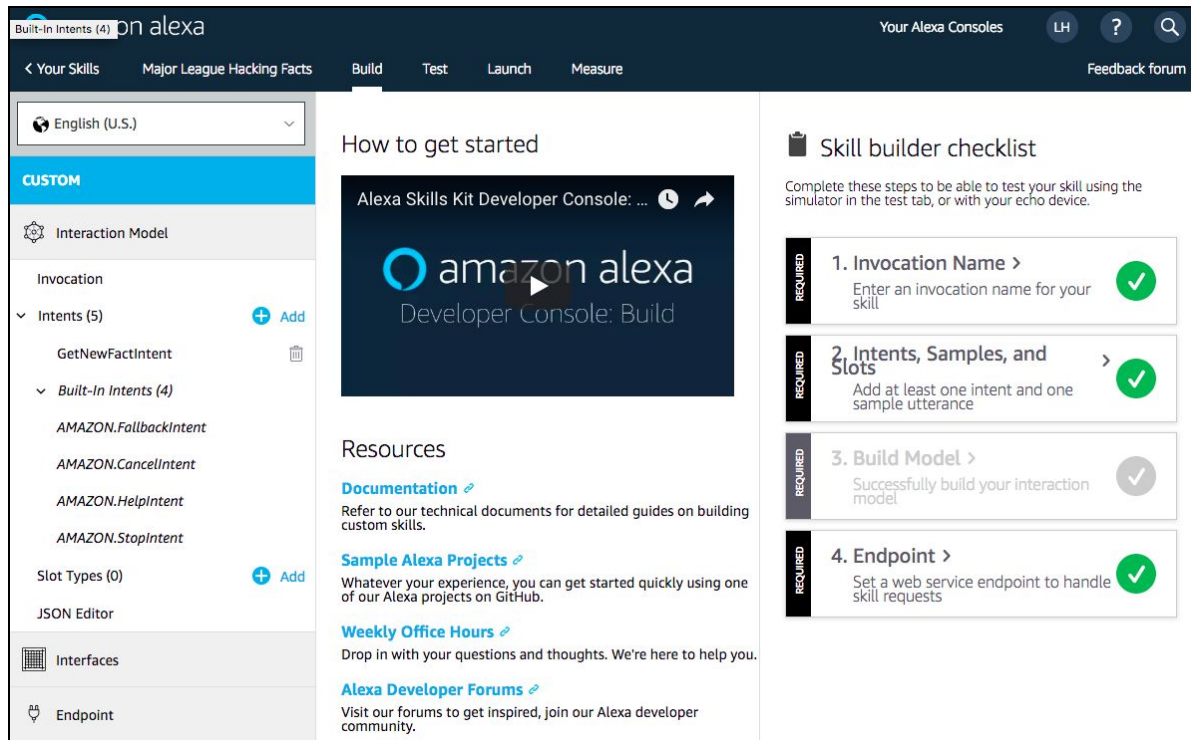 Built-In Intents (4)
on alexa
Your Alexa Consoles
LH
?
< Your Skills
Major League Hacking Facts
Build
Test
Launch
Measure
Feedback forum
English (U.S.)
CUSTOM
Interaction Model
Invocation
Intents (5)
Add
GetNewFactIntent
Built-In Intents (4)
AMAZON.FallbackIntent
AMAZON.CancelIntent
AMAZON.HelpIntent
AMAZON.StopIntent
Slot Types (0)
Add
JSON Editor
Interfaces
Endpoint
How to get started
Alexa Skills Kit Developer Console: ...
amazon alexa
Developer Console: Build
Resources
Documentation
Refer to our technical documents for detailed guides on building
custom skills.
Sample Alexa Projects
Whatever your experience, you can get started quickly using one
of our Alexa projects on GitHub.
Weekly Office Hours
Drop in with your questions and thoughts. We're here to help you.
Alexa Developer Forums
Visit our forums to get inspired, join our Alexa developer
community.
Skill builder checklist
Complete these steps to be able to test your skill using the
simulator in the test tab, or with your echo device.
REQUIRED
1. Invocation Name >
Enter an invocation name for your
skill
REQUIRED
2. Intents, Samples, and
Slots >
Add at least one intent and one
sample utterance
REQUIRED
3. Build Model >
Successfully build your interaction
model
REQUIRED
4. Endpoint >
Set a web service endpoint to handle
skill requests